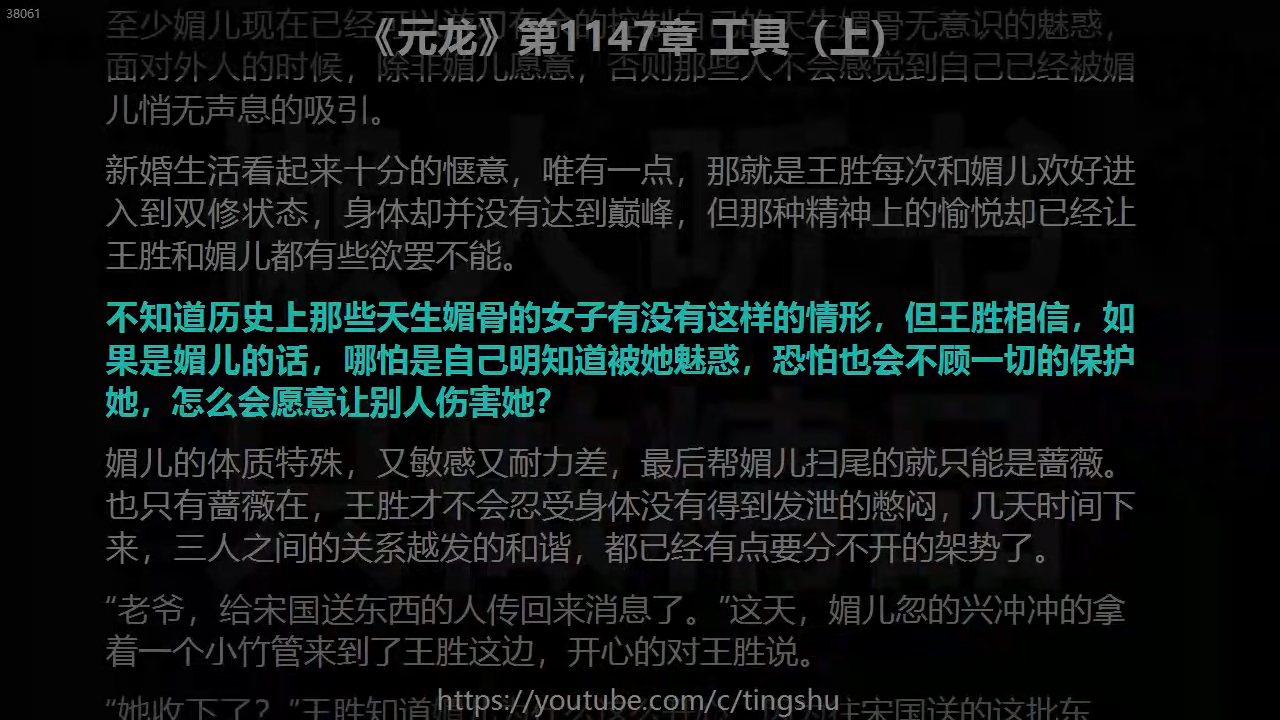 38061
《元龙》第1147章 工具（上）
至少媚儿现在已经
的天生媚骨无意识的魅惑，
面对外人的时候，除非媚儿愿意，否则那些人不会感觉到自己已经被媚
儿悄无声息的吸引。
新婚生活看起来十分的惬意，唯有一点，那就是王胜每次和媚儿欢好进
入到双修状态，身体却并没有达到巅峰，但那种精神上的愉悦却已经让
王胜和媚儿都有些欲罢不能。
不知道历史上那些天生媚骨的女子有没有这样的情形，但王胜相信，如
果是媚儿的话，哪怕是自己明知道被她魅惑，恐怕也会不顾一切的保护
她，怎么会愿意让别人伤害她？
媚儿的体质特殊，又敏感又耐力差，最后帮媚儿扫尾的就只能是蔷薇。
也只有蔷薇在，王胜才不会忍受身体没有得到发泄的憋闷，几天时间下
来，三人之间的关系越发的和谐，都已经有点要分不开的架势了。
“老爷，给宋国送东西的人传回来消息了。”这天，媚儿忽的兴冲冲的拿
着一个小竹管来到了王胜这边，开心的对王胜说。
“她收下了？”王胜知道媚
往宋国送的这批东
https://youtube.com/c/tingshu